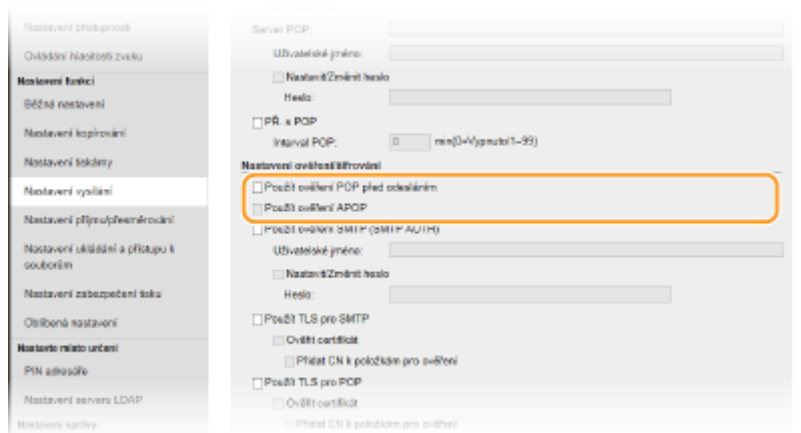 Nastavení přístupnosti
Ovládání hlasitosti zvuku
Nastavení funkcí
Běžná nastavení
Nastavení kopírování
Nastavení tiskárny
Nastavení vysílání
Nastavení příjmu/přesměrování
Nastavení ukládání a přístupu k
souborům
Nastavení zabezpečení tisku
Oblíbená nastavení
Nastavte místo určení
PIN adresáře
Nastavení serveru LDAP
Nastavení správy
Server POP:
Uživatelské jméno:
Nastavit/Změnit heslo
Heslo:
PŘ. s POP
Interval POP: 0 min(0=Vypnuto/1–99)
Nastavení ověření/šifrování
Použít ověření POP před odesláním
Použít ověření APOP
Použít ověření SMTP (SMTP AUTH)
Uživatelské jméno:
Nastavit/Změnit heslo
Heslo:
Použít TLS pro SMTP
Ověřit certifikát
Přidat CN k položkám pro ověření
Použít TLS pro POP
Ověřit certifikát
Přidat CN k položkám pro ověření